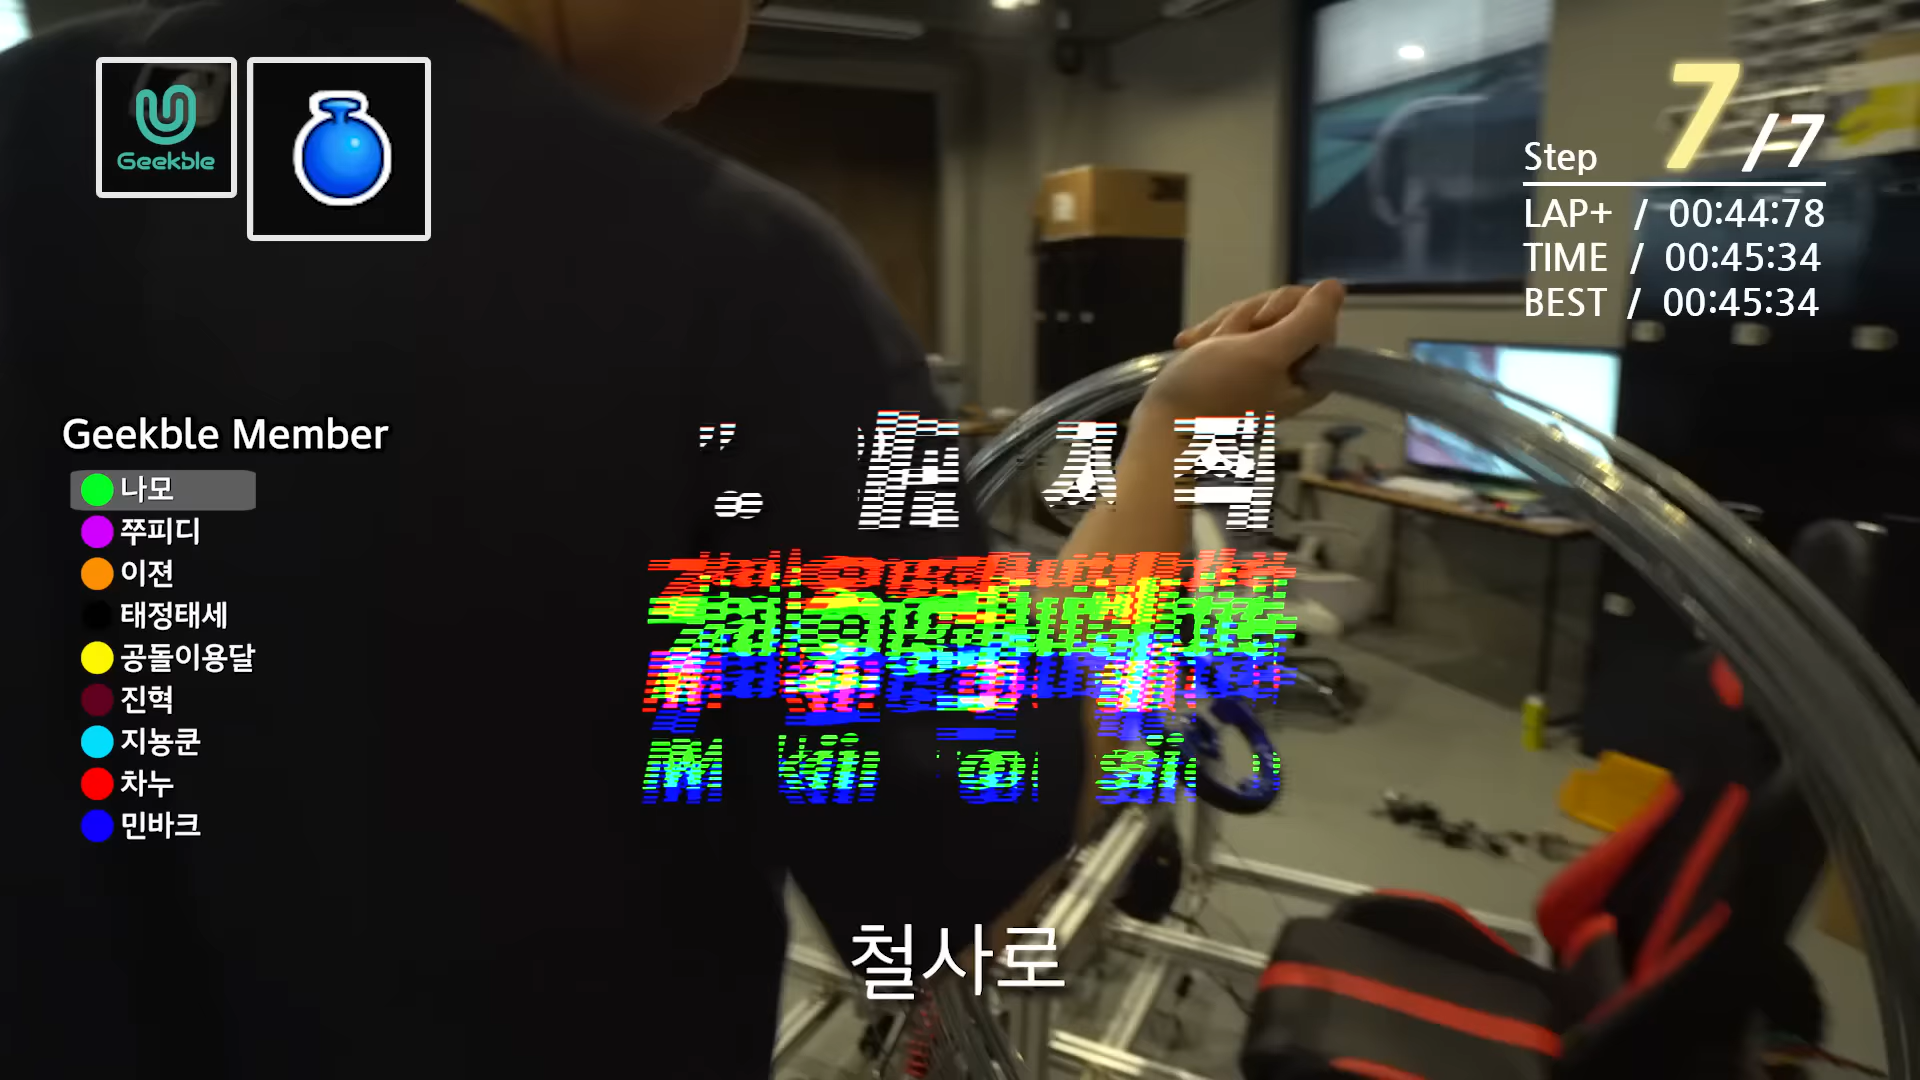 Geekble
Step 7/7
LAP+ / 00:44:78
TIME / 00:45:34
BEST / 00:45:34
Geekble Member
나모
쭈피디
이젼
태정태세
공돌이용달
진혁
지뇽쿤
차누
민바크
철사로